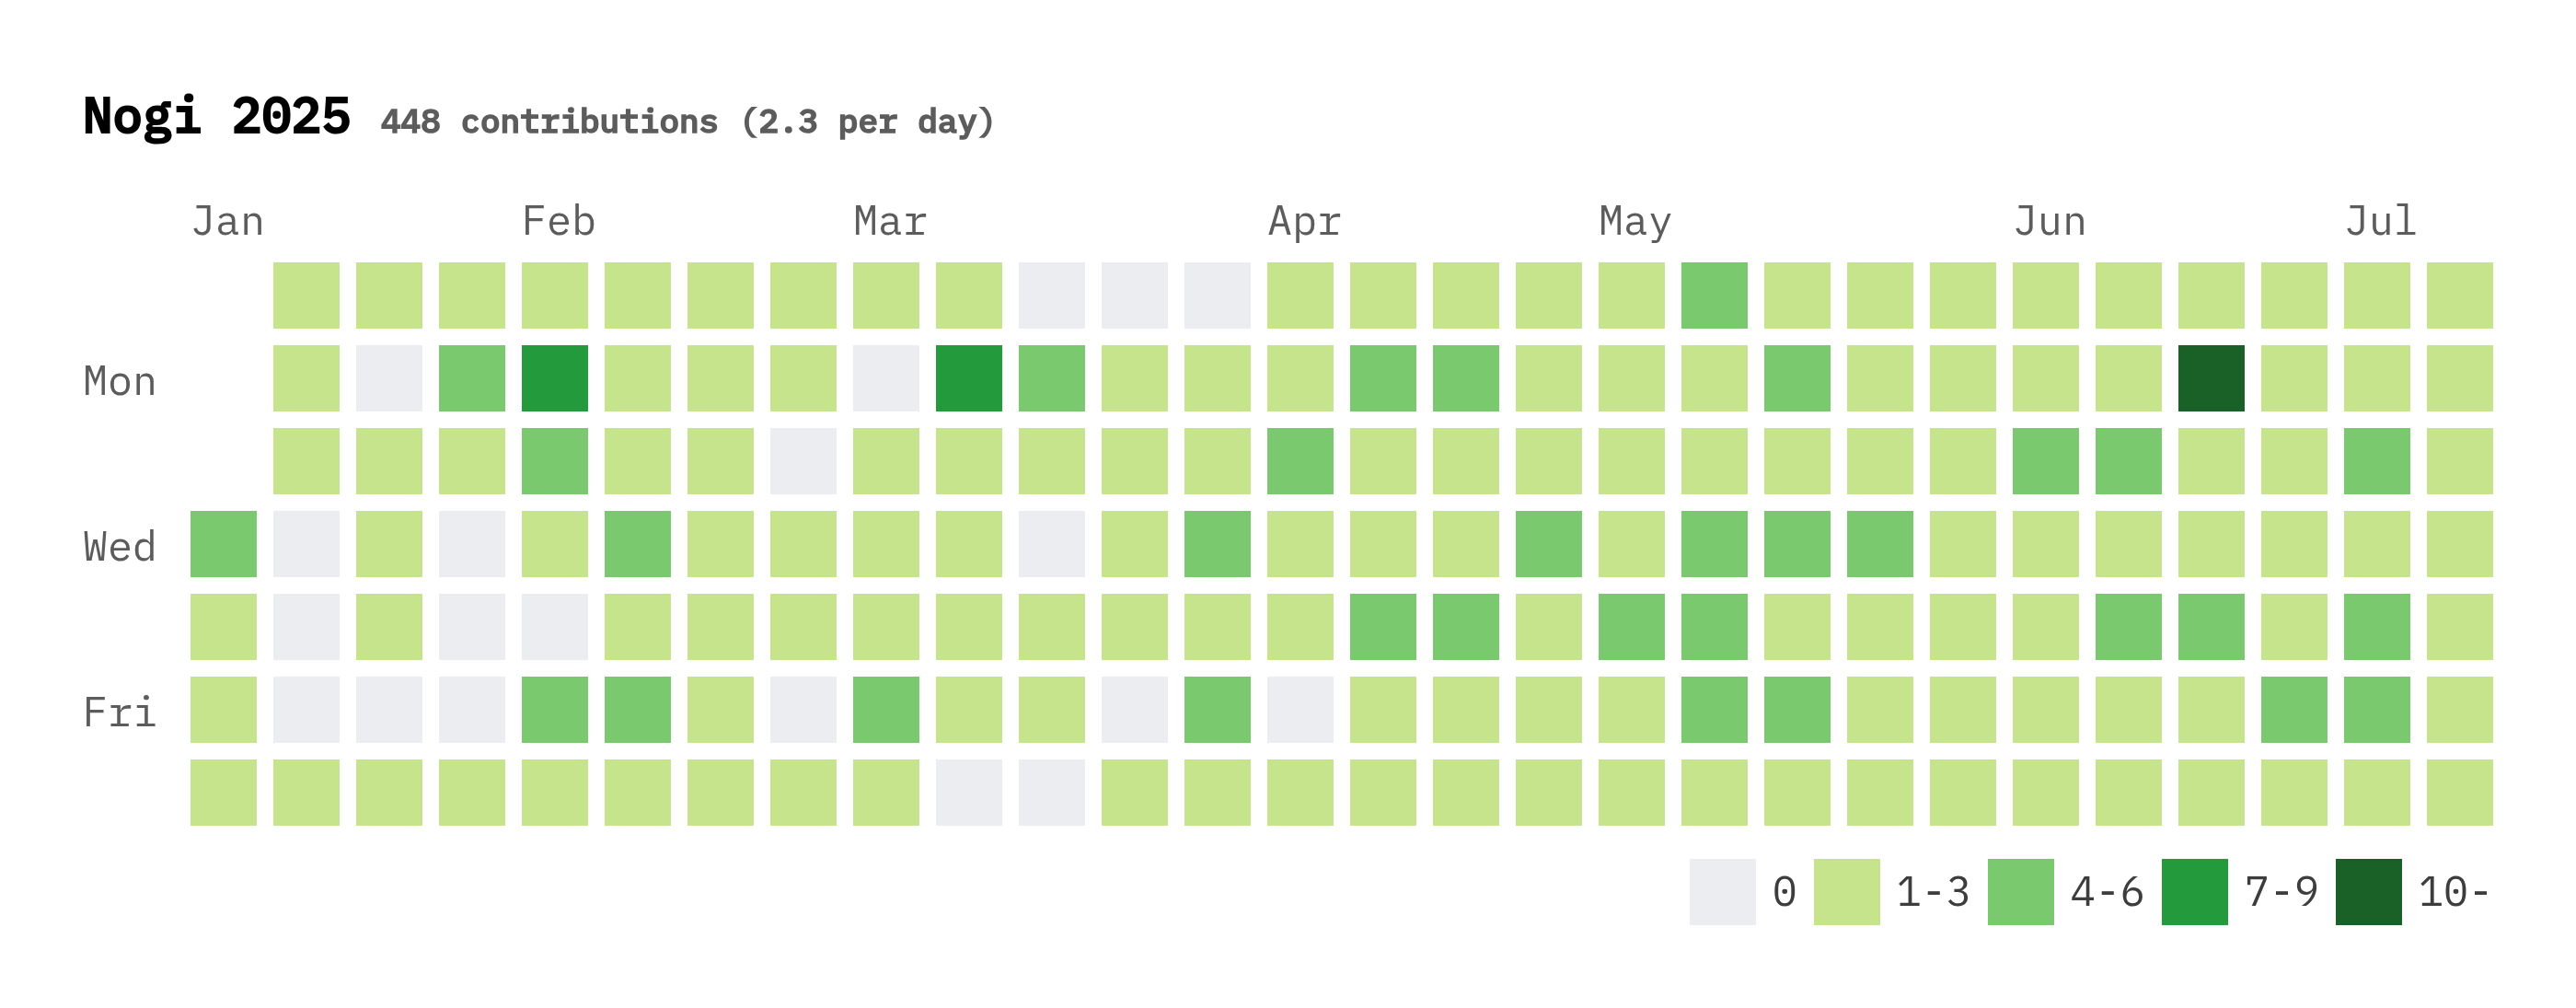 Nogi 2025 448 contributions (2.3 per day)
Jan Feb Mar Apr May Jun Jul
Mon
Wed
Fri
0 1-3 4-6 7-9 10-